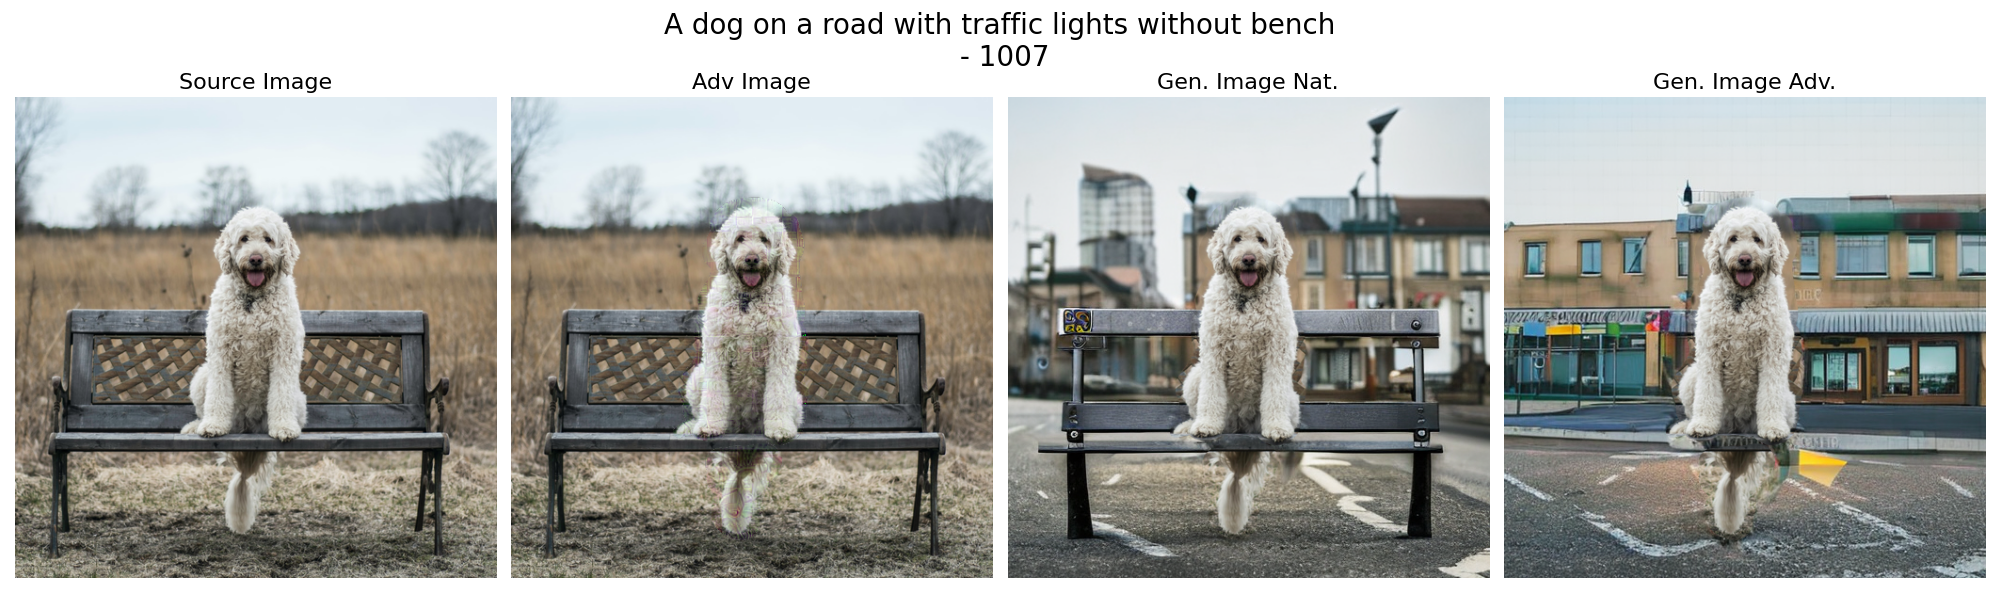 A dog on a road with traffic lights without bench
- 1007
Source Image
Adv Image
Gen. Image Nat.
Gen. Image Adv.